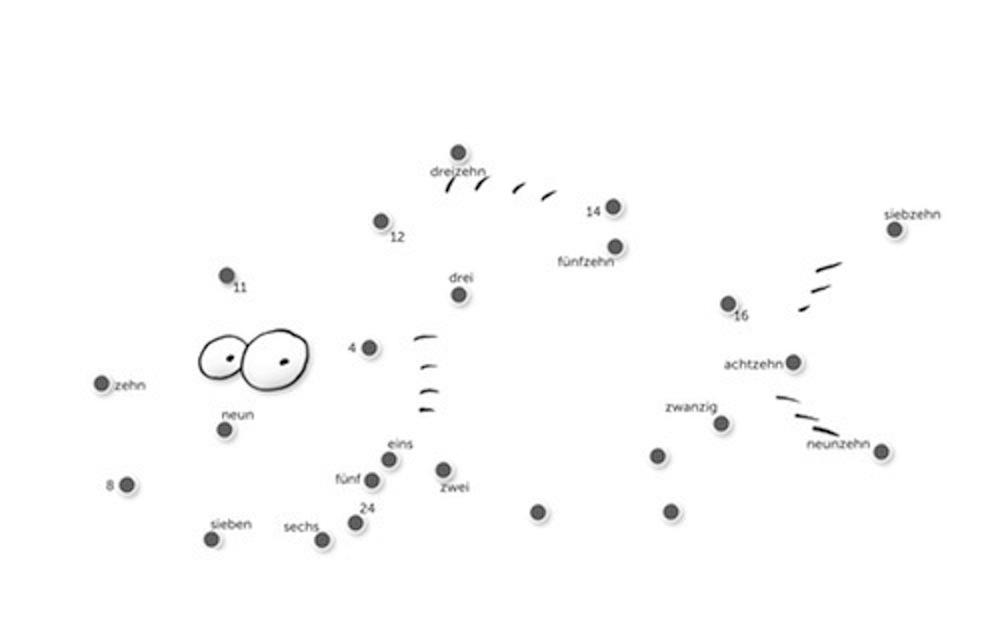 dreizehn
14
siebzehn
12
fünfzehn
drei
11
16
4
achtzehn
zehn
zwanzig
neun
eins
neunzehn
fünf
zwei
8
24
sieben
sechs